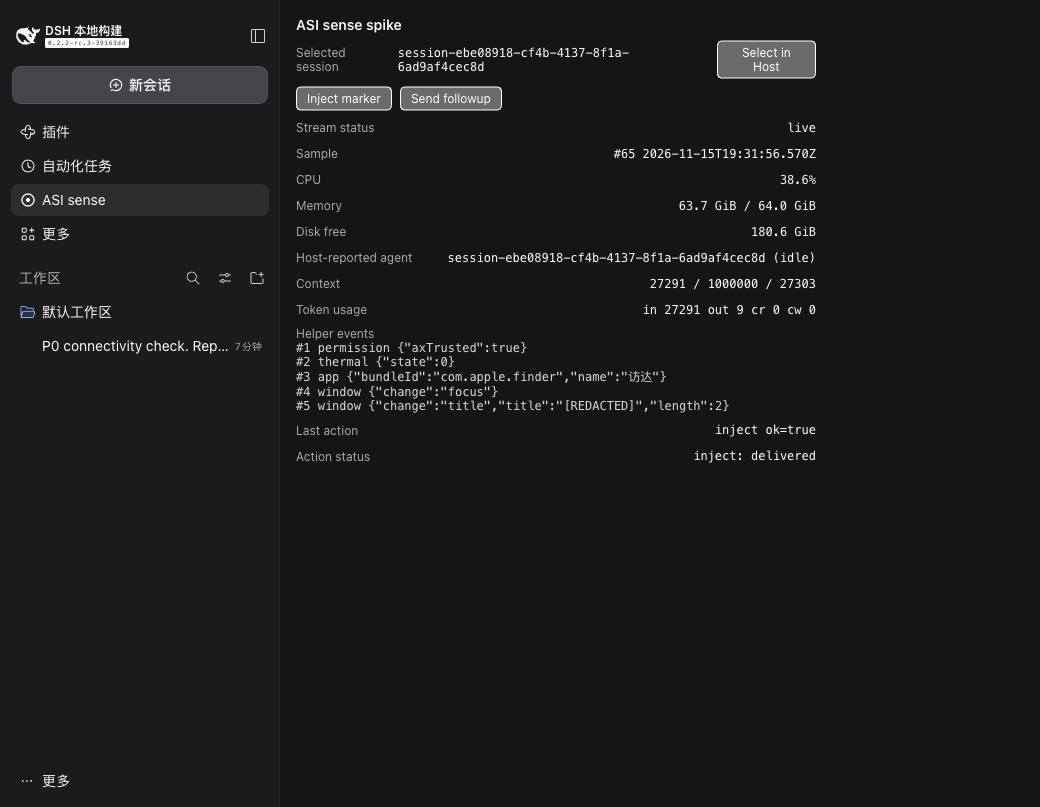 DSH 本地构建
0.2.2-rc.3-39163dd
新会话
插件
自动化任务
ASI sense
更多
工作区
默认工作区
P0 connectivity check. Rep... 7 分钟
... 更多
ASI sense spike
Selected
session
session-ebe08918-cf4b-4137-8f1a-
6ad9af4cec8d
Select in
Host
Inject marker
Send followup
Stream status live
Sample #65 2026-11-15T19:31:56.570Z
CPU 38.6%
Memory 63.7 GiB / 64.0 GiB
Disk free 180.6 GiB
Host-reported agent session-ebe08918-cf4b-4137-8f1a-6ad9af4cec8d (idle)
Context 27291 / 1000000 / 27303
Token usage in 27291 out 9 cr 0 cw 0
Helper events
#1 permission {"axTrusted":true}
#2 thermal {"state":0}
#3 app {"bundleId":"com.apple.finder","name":"访达"}
#4 window {"change":"focus"}
#5 window {"change":"title","title":"[REDACTED]","length":2}
Last action inject ok=true
Action status inject: delivered